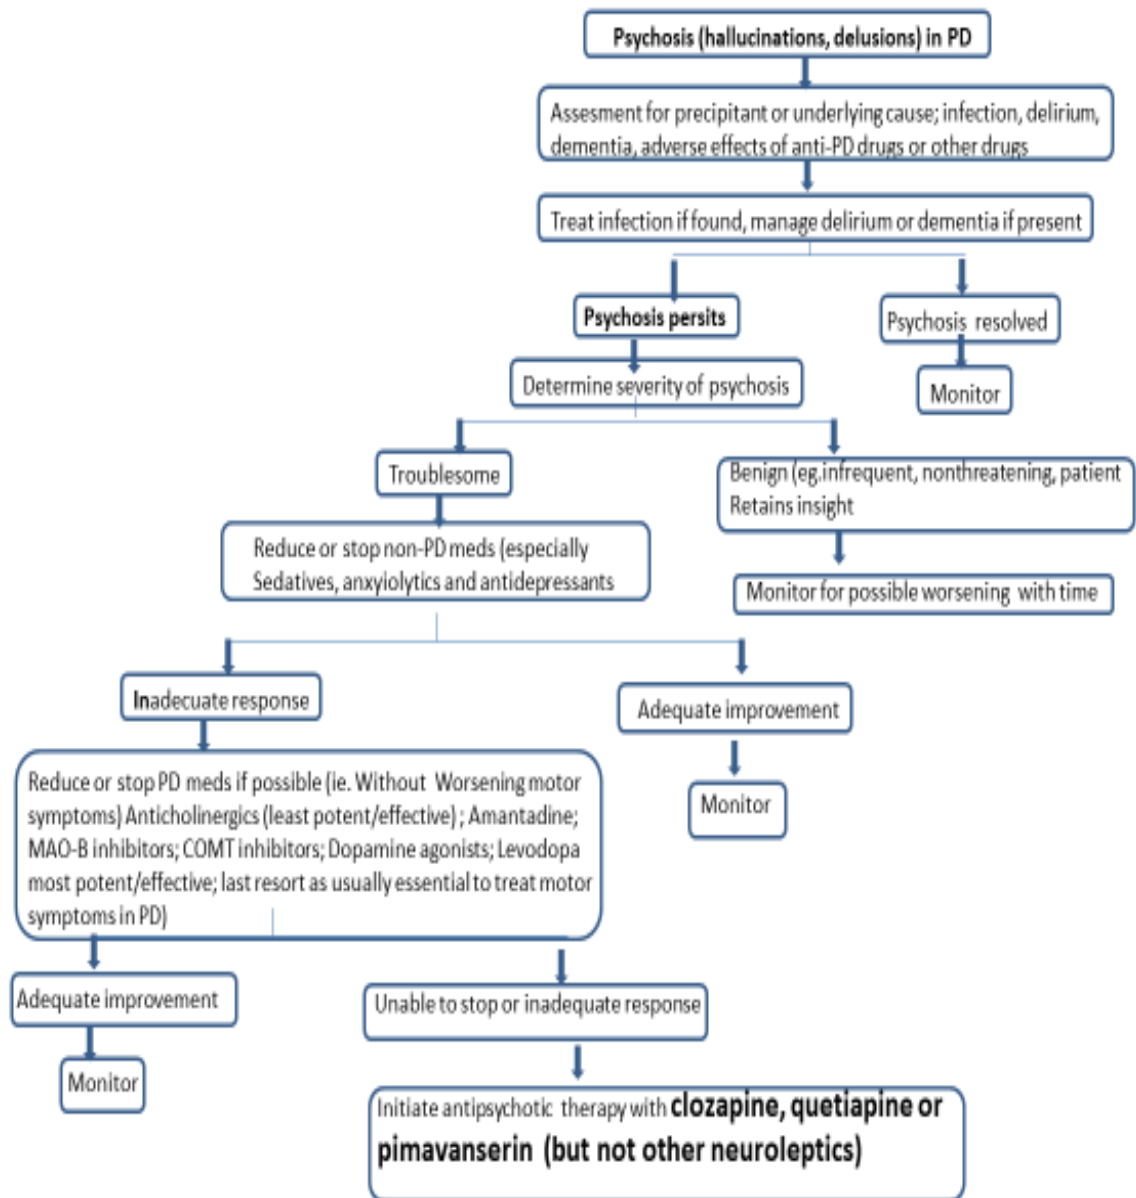 Psychosis (hallucinations, delusions) in PD
Assesment for precipitant or underlying cause; infection, delirium,
dementia, adverse effects of anti-PD drugs or other drugs
Treat infection if found, manage delirium or dementia if present
Psychosis persits
Psychosis resolved
Determine severity of psychosis
Monitor
Troublesome
Benign (eg.infrequent, nonthreatening, patient
Retains insight
Reduce or stop non-PD meds (especially
Sedatives, anxyiolytics and antidepressants
Monitor for possible worsening with time
Inadecuate response
Adequate improvement
Reduce or stop PD meds if possible (ie. Without Worsening motor
symptoms) Anticholinergics (least potent/effective) ; Amantadine;
MAO-B inhibitors; COMT inhibitors; Dopamine agonists; Levodopa
most potent/effective; last resort as usually essential to treat motor
symptoms in PD)
Monitor
Adequate improvement
Unable to stop or inadequate response
Monitor
Initiate antipsychotic therapy with clozapine, quetiapine or
pimavanserin (but not other neuroleptics)